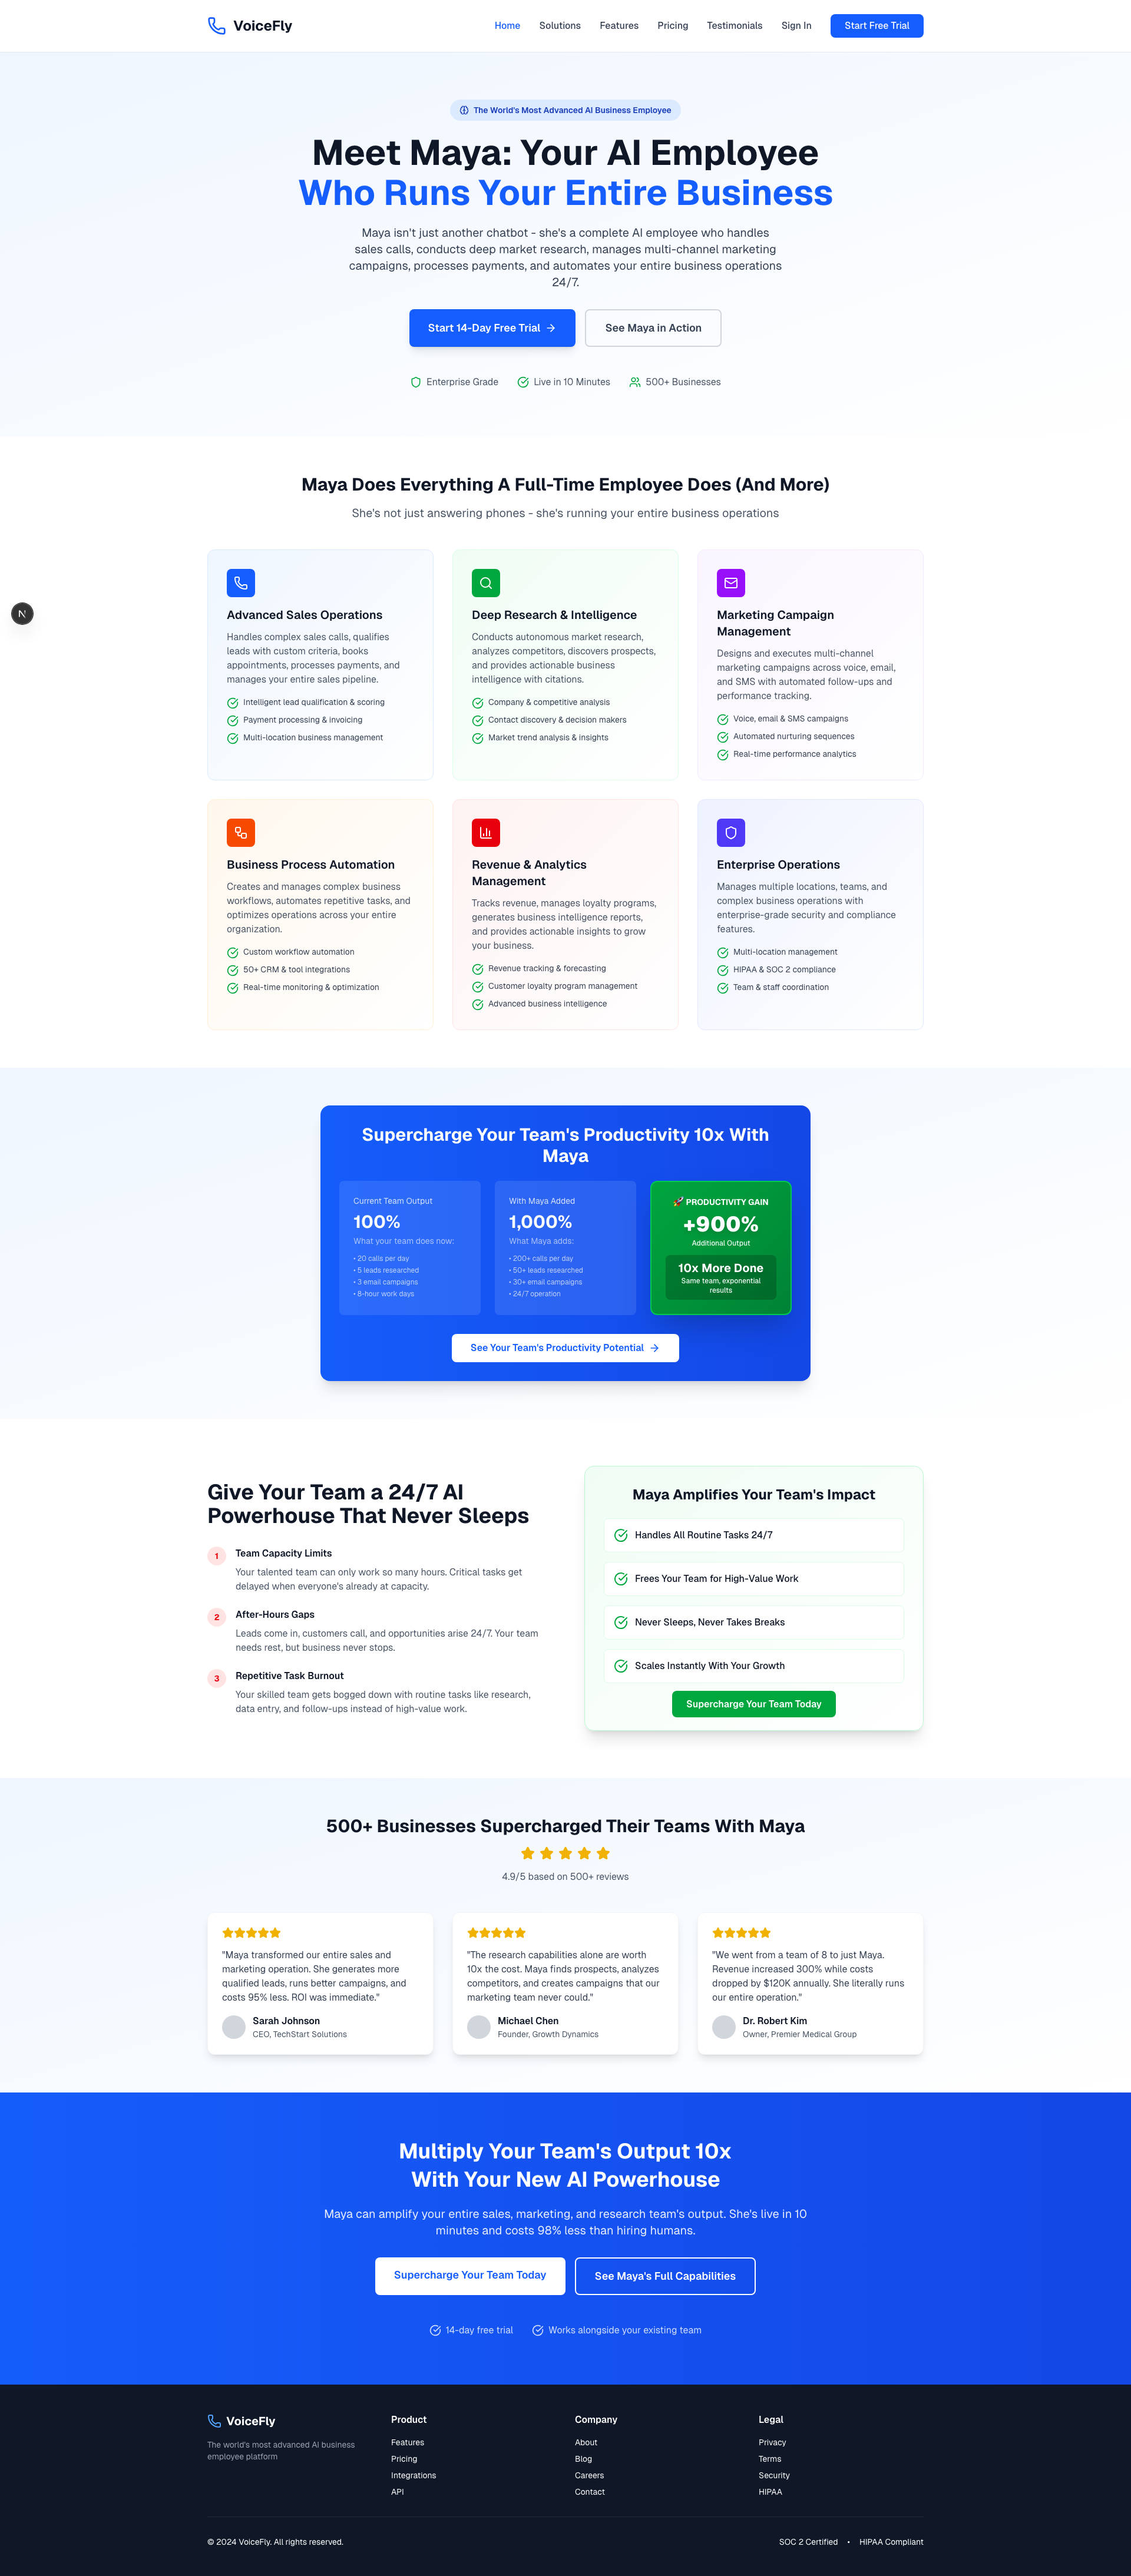 VoiceFly
Home
Solutions
Features
Pricing
Testimonials
Sign In
Start Free Trial
The World's Most Advanced AI Business Employee
Meet Maya: Your AI Employee
Who Runs Your Entire Business
Maya isn't just another chatbot - she's a complete AI employee who handles
sales calls, conducts deep market research, manages multi-channel marketing
campaigns, processes payments, and automates your entire business operations
24/7.
Start 14-Day Free Trial
See Maya in Action
Enterprise Grade
Live in 10 Minutes
500+ Businesses
Maya Does Everything A Full-Time Employee Does (And More)
She's not just answering phones - she's running your entire business operations
N
Advanced Sales Operations
Handles complex sales calls, qualifies
leads with custom criteria, books
appointments, processes payments, and
manages your entire sales pipeline.
Intelligent lead qualification & scoring
Payment processing & invoicing
Multi-location business management
Deep Research & Intelligence
Conducts autonomous market research,
analyzes competitors, discovers prospects,
and provides actionable business
intelligence with citations.
Company & competitive analysis
Contact discovery & decision makers
Market trend analysis & insights
Marketing Campaign
Management
Designs and executes multi-channel
marketing campaigns across voice, email,
and SMS with automated follow-ups and
performance tracking.
Voice, email & SMS campaigns
Automated nurturing sequences
Real-time performance analytics
Business Process Automation
Creates and manages complex business
workflows, automates repetitive tasks, and
optimizes operations across your entire
organization.
Custom workflow automation
50+ CRM & tool integrations
Real-time monitoring & optimization
Revenue & Analytics
Management
Tracks revenue, manages loyalty programs,
generates business intelligence reports,
and provides actionable insights to grow
your business.
Revenue tracking & forecasting
Customer loyalty program management
Advanced business intelligence
Enterprise Operations
Manages multiple locations, teams, and
complex business operations with
enterprise-grade security and compliance
features.
Multi-location management
HIPAA & SOC 2 compliance
Team & staff coordination
Supercharge Your Team's Productivity 10x With
Maya
Current Team Output
100%
What your team does now:
• 20 calls per day
• 5 leads researched
• 3 email campaigns
• 8-hour work days
With Maya Added
1,000%
What Maya adds:
• 200+ calls per day
• 50+ leads researched
• 30+ email campaigns
• 24/7 operation
🚀 PRODUCTIVITY GAIN
+900%
Additional Output
10x More Done
Same team, exponential
results
See Your Team's Productivity Potential
Give Your Team a 24/7 AI
Powerhouse That Never Sleeps
1
Team Capacity Limits
Your talented team can only work so many hours. Critical tasks get
delayed when everyone's already at capacity.
2
After-Hours Gaps
Leads come in, customers call, and opportunities arise 24/7. Your team
needs rest, but business never stops.
3
Repetitive Task Burnout
Your skilled team gets bogged down with routine tasks like research,
data entry, and follow-ups instead of high-value work.
Maya Amplifies Your Team's Impact
Handles All Routine Tasks 24/7
Frees Your Team for High-Value Work
Never Sleeps, Never Takes Breaks
Scales Instantly With Your Growth
Supercharge Your Team Today
500+ Businesses Supercharged Their Teams With Maya
4.9/5 based on 500+ reviews
"Maya transformed our entire sales and
marketing operation. She generates more
qualified leads, runs better campaigns, and
costs 95% less. ROI was immediate."
Sarah Johnson
CEO, TechStart Solutions
"The research capabilities alone are worth
10x the cost. Maya finds prospects, analyzes
competitors, and creates campaigns that our
marketing team never could."
Michael Chen
Founder, Growth Dynamics
"We went from a team of 8 to just Maya.
Revenue increased 300% while costs
dropped by $120K annually. She literally runs
our entire operation."
Dr. Robert Kim
Owner, Premier Medical Group
Multiply Your Team's Output 10x
With Your New AI Powerhouse
Maya can amplify your entire sales, marketing, and research team's output. She's live in 10
minutes and costs 98% less than hiring humans.
Supercharge Your Team Today
See Maya's Full Capabilities
14-day free trial
Works alongside your existing team
VoiceFly
The world's most advanced AI business
employee platform
Product
Features
Pricing
Integrations
API
Company
About
Blog
Careers
Contact
Legal
Privacy
Terms
Security
HIPAA
© 2024 VoiceFly. All rights reserved.
SOC 2 Certified • HIPAA Compliant